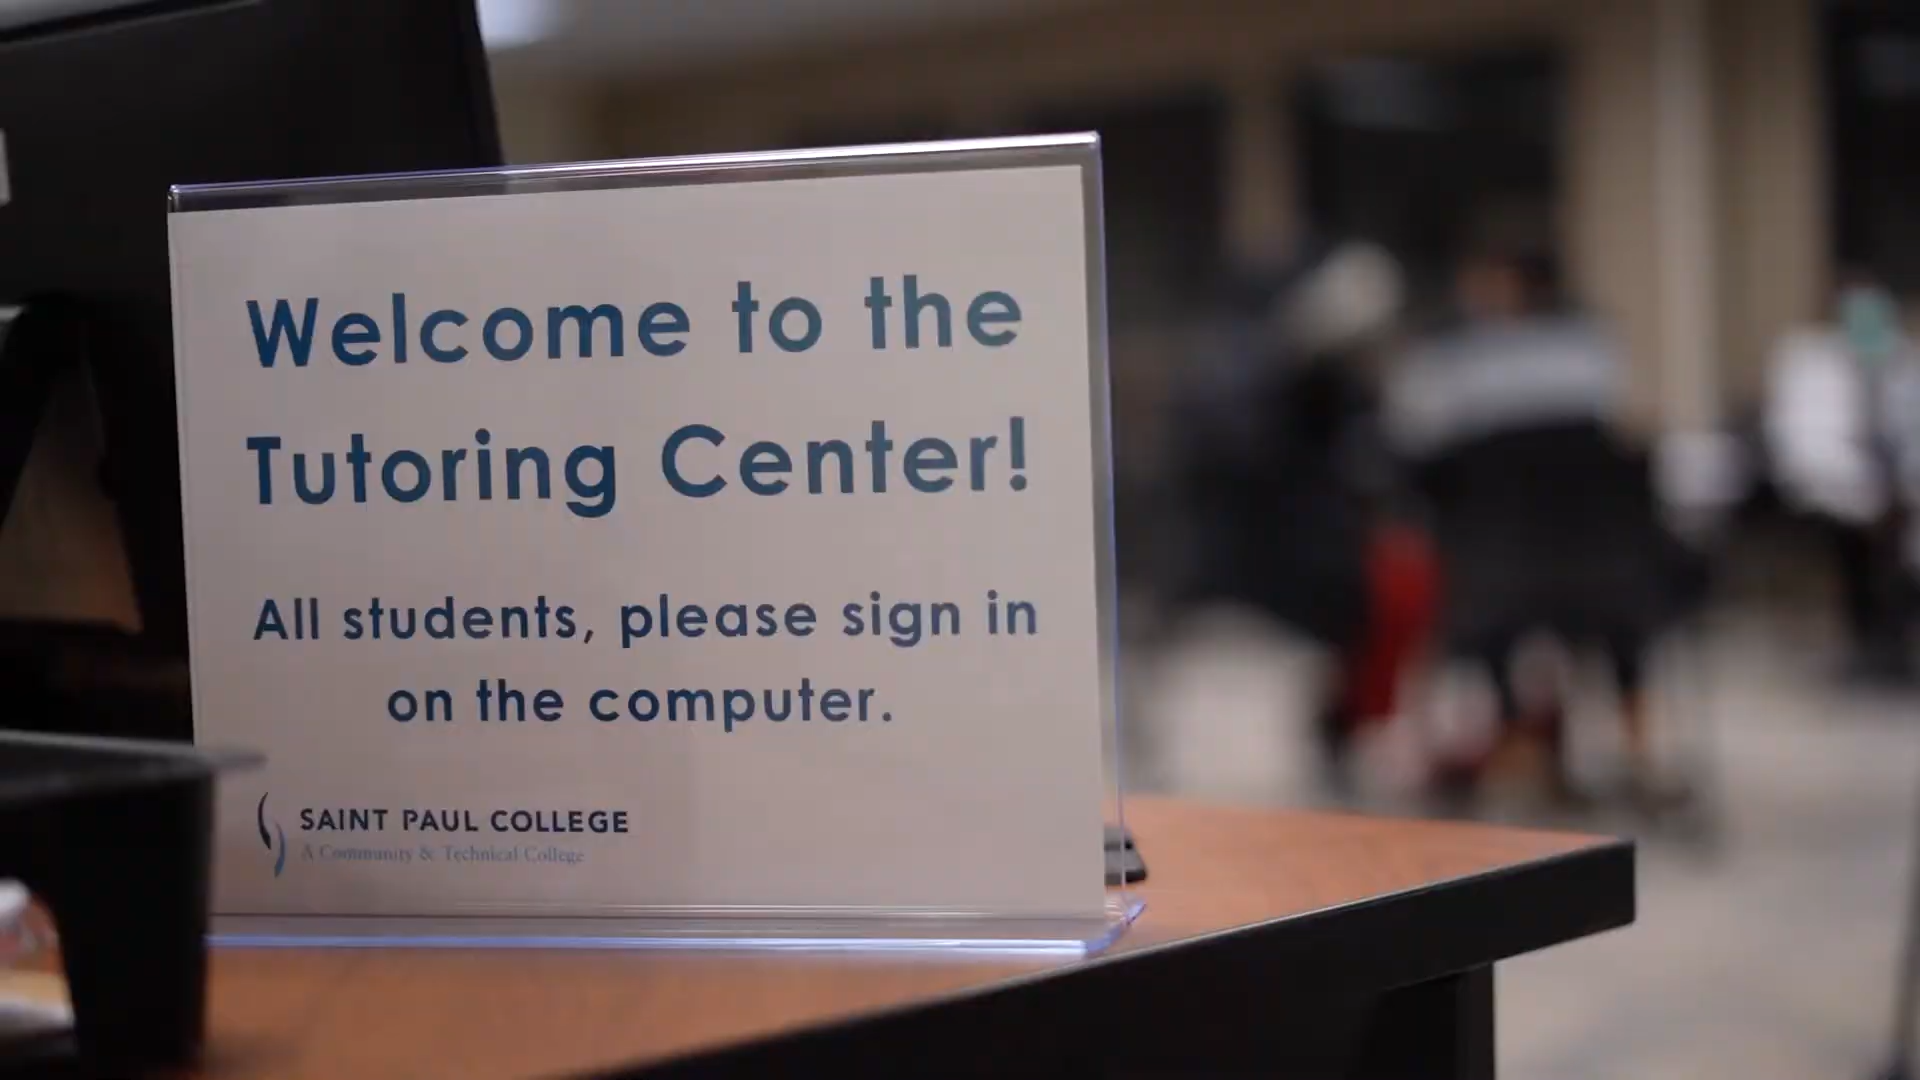 Welcome to the
Tutoring Center!
All students, please sign in
on the computer.
SAINT PAUL COLLEGE
A Community & Technical College